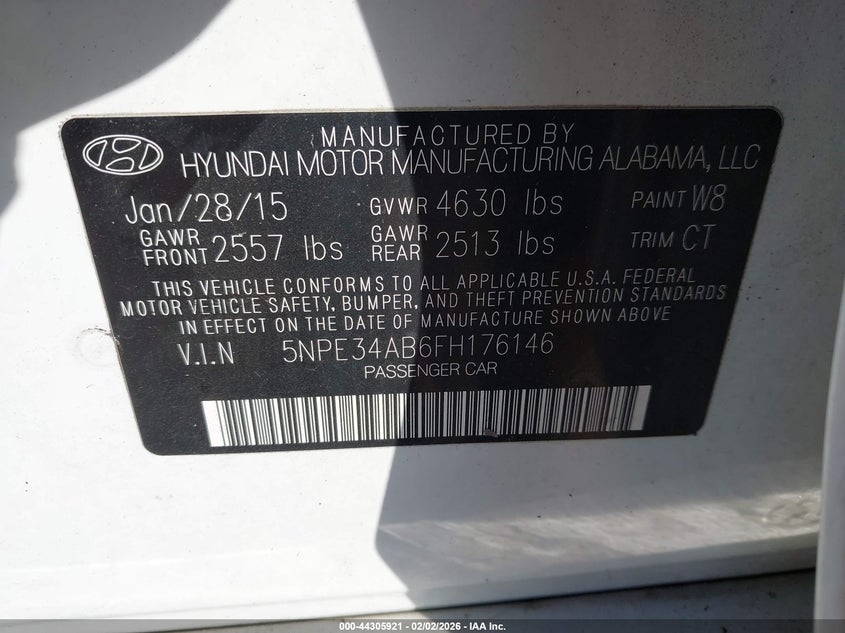 MANUFACTURED BY
HYUNDAI MOTOR MANUFACTURING ALABAMA, LLC
Jan/28/15 GVWR 4630 lbs PAINT W8
GAWR FRONT 2557 lbs GAWR REAR 2513 lbs TRIM CT
THIS VEHICLE CONFORMS TO ALL APPLICABLE U.S.A. FEDERAL
MOTOR VEHICLE SAFETY, BUMPER, AND THEFT PREVENTION STANDARDS
IN EFFECT ON THE DATE OF MANUFACTURE SHOWN ABOVE
V.I.N 5NPE34AB6FH176146
PASSENGER CAR
000-44305921 - 02/02/2026 - IAA Inc.